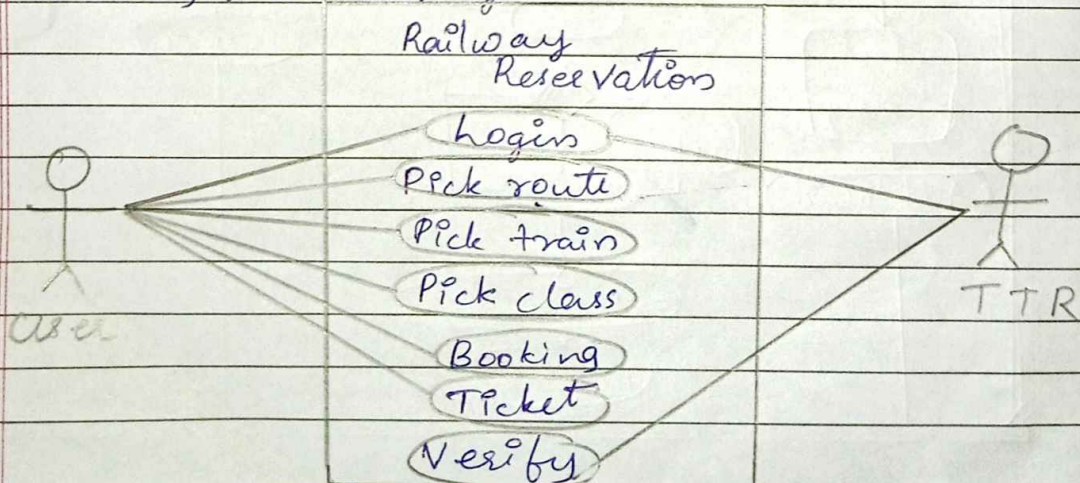 Railway
Reservation
Login
Pick route
Pick train
Pick class
Booking
Ticket
Verify
User
TTR